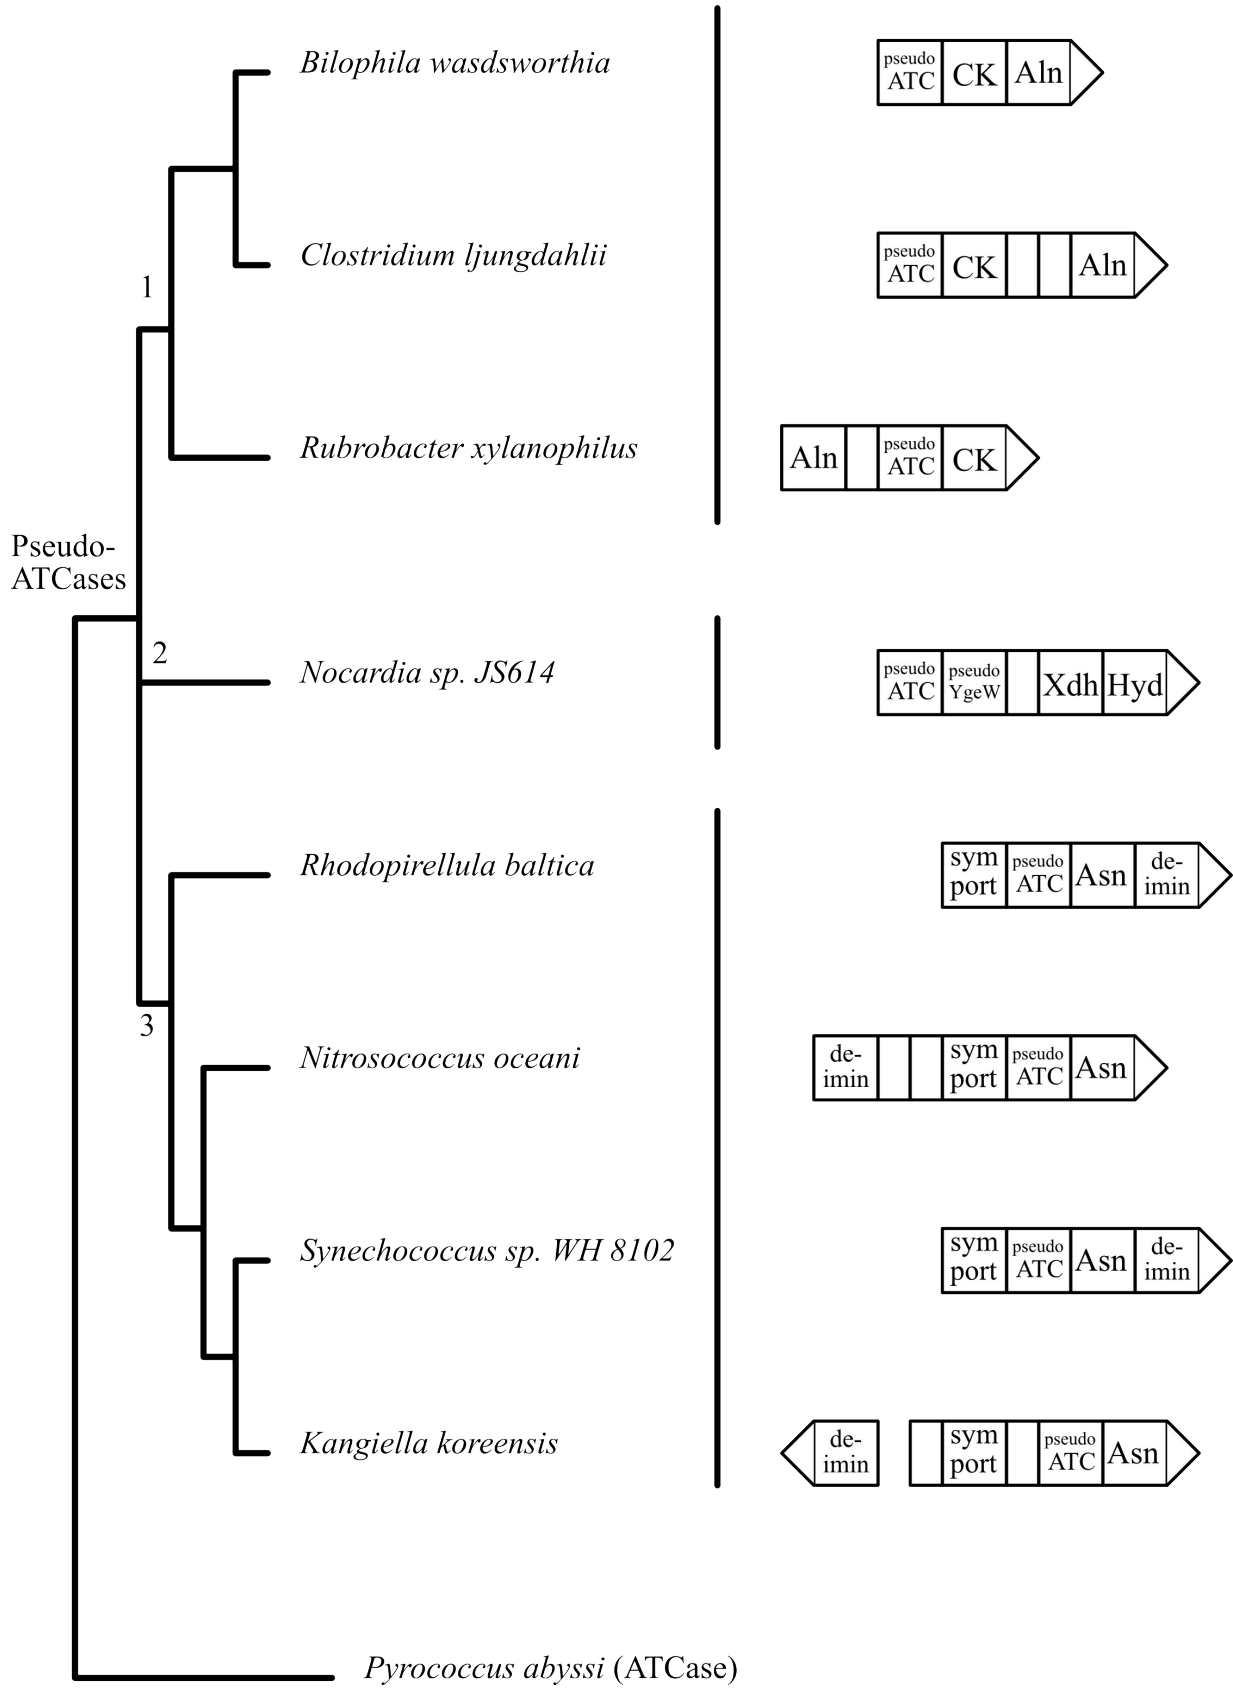 Bilophila wasdsworthia
pseudo
ATC CK Aln
Clostridium ljungdahlii
pseudo
ATC CK Aln
1
Rubrobacter xylanophilus
Aln pseudo
ATC CK
Pseudo-
ATCases
2
Nocardia sp. JS614
pseudo pseudo
ATC YgeW Xdh Hyd
Rhodopirellula baltica
sym pseudo de-
port ATC Asn imin
3
Nitrosococcus oceani
de- sym pseudo
imin port ATC Asn
Synechococcus sp. WH 8102
sym pseudo de-
port ATC Asn imin
Kangiella koreensis
de- sym pseudo
imin port ATC Asn
Pyrococcus abyssi (ATCase)